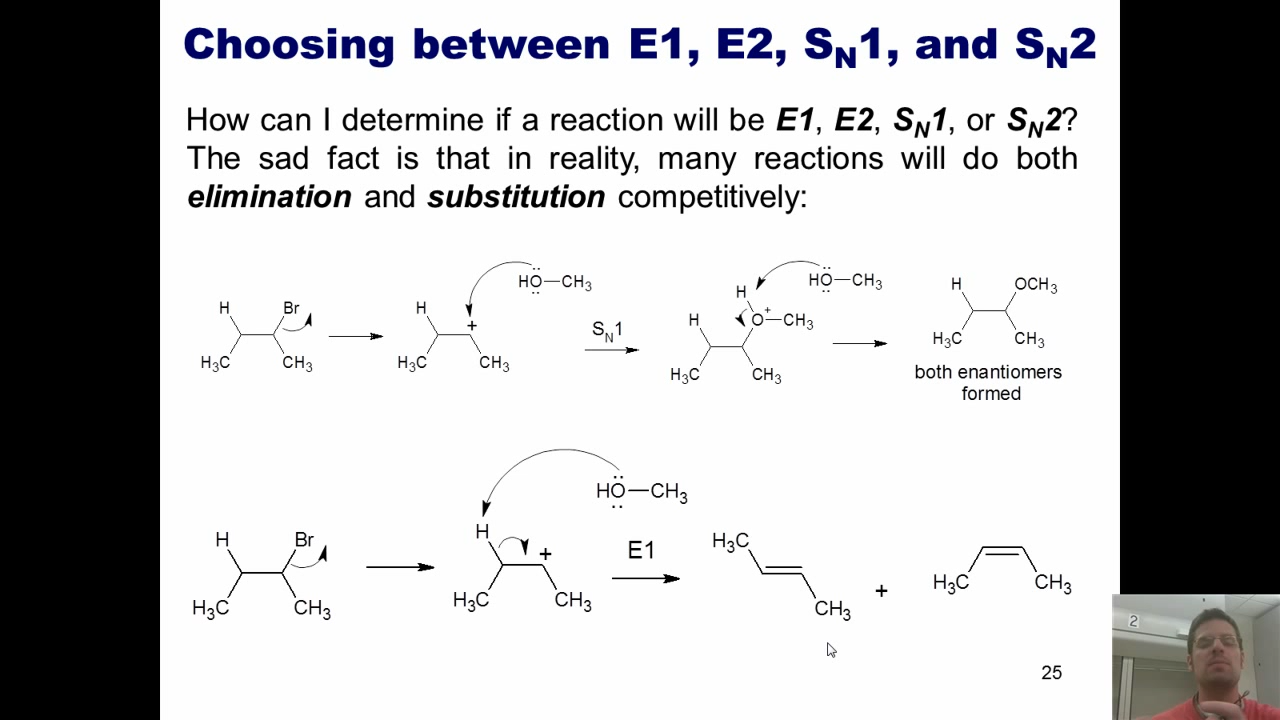 Choosing between E1, E2, SN1, and SN2
How can I determine if a reaction will be E1, E2, SN1, or SN2?
The sad fact is that in reality, many reactions will do both
elimination and substitution competitively:
H Br
H3C CH3
H +
H3C CH3
HO—CH3
SN1
H
H O+—CH3
H3C CH3
HO—CH3
H OCH3
H3C CH3
both enantiomers
formed
H Br
H3C CH3
H +
H3C CH3
HO—CH3
E1
H3C
CH3
+
H3C CH3
2
25